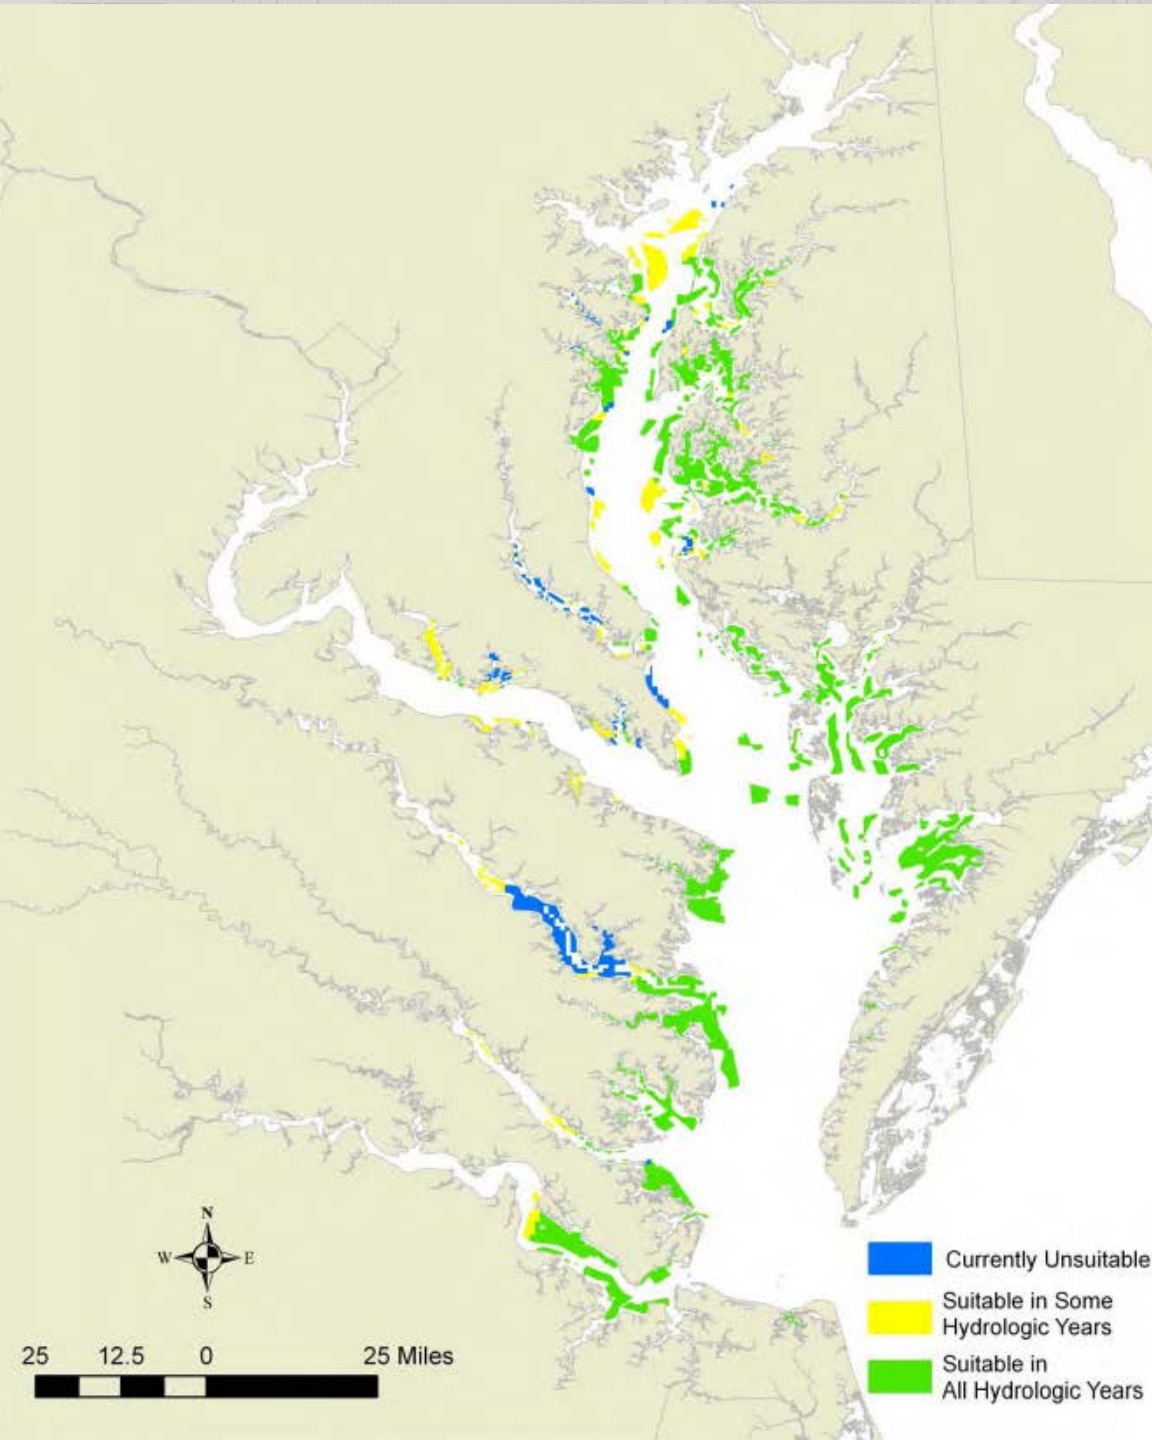 N
W E
S
25 12.5 0 25 Miles
Currently Unsuitable
Suitable in Some
Hydrologic Years
Suitable in
All Hydrologic Years